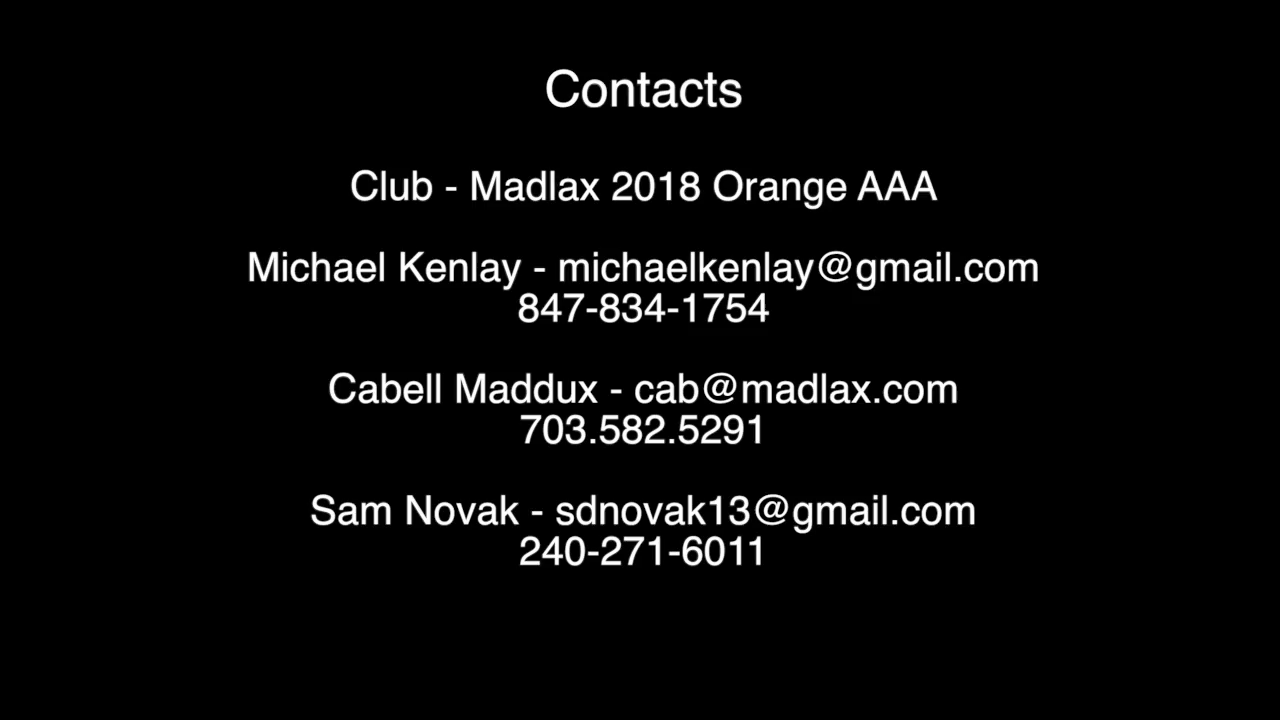 Contacts
Club - Madlax 2018 Orange AAA
Michael Kenlay - michaelkenlay@gmail.com
847-834-1754
Cabell Maddux - cab@madlax.com
703.582.5291
Sam Novak - sdnovak13@gmail.com
240-271-6011